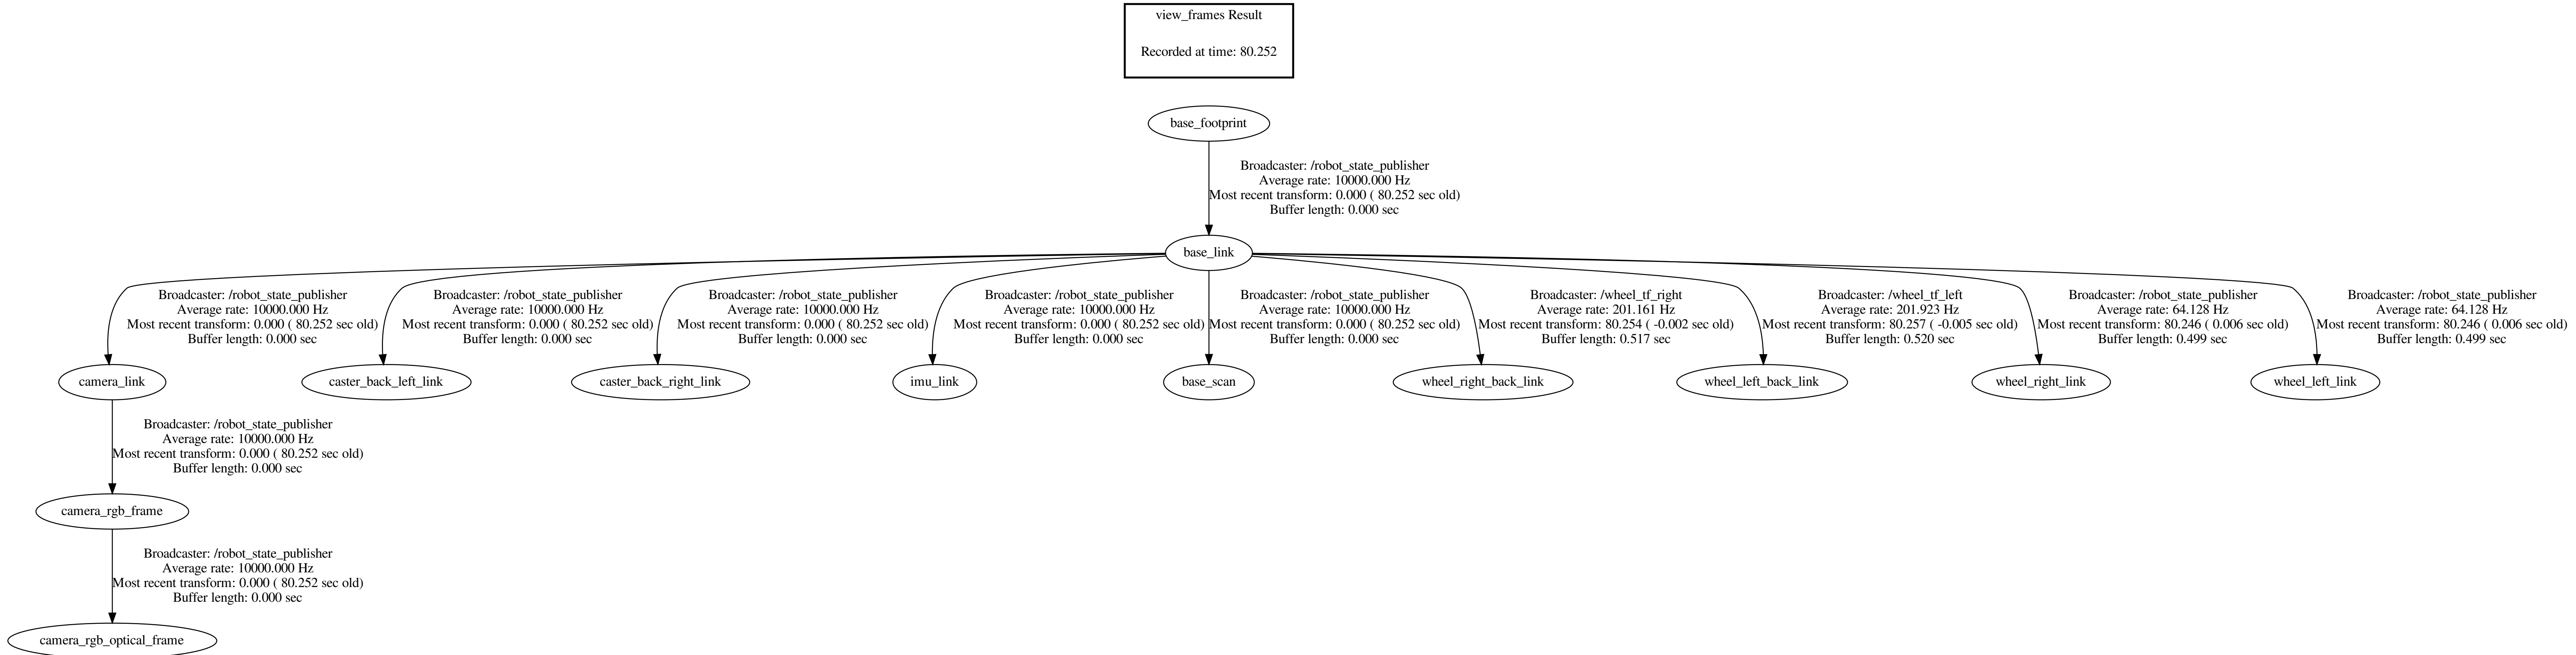 view_frames Result
Recorded at time: 80.252
base_footprint
Broadcaster: /robot_state_publisher
Average rate: 10000.000 Hz
Most recent transform: 0.000 ( 80.252 sec old)
Buffer length: 0.000 sec
base_link
Broadcaster: /robot_state_publisher
Average rate: 10000.000 Hz
Most recent transform: 0.000 ( 80.252 sec old)
Buffer length: 0.000 sec
Broadcaster: /robot_state_publisher
Average rate: 10000.000 Hz
Most recent transform: 0.000 ( 80.252 sec old)
Buffer length: 0.000 sec
Broadcaster: /robot_state_publisher
Average rate: 10000.000 Hz
Most recent transform: 0.000 ( 80.252 sec old)
Buffer length: 0.000 sec
Broadcaster: /robot_state_publisher
Average rate: 10000.000 Hz
Most recent transform: 0.000 ( 80.252 sec old)
Buffer length: 0.000 sec
Broadcaster: /robot_state_publisher
Average rate: 10000.000 Hz
Most recent transform: 0.000 ( 80.252 sec old)
Buffer length: 0.000 sec
Broadcaster: /wheel_tf_right
Average rate: 201.161 Hz
Most recent transform: 80.254 ( -0.002 sec old)
Buffer length: 0.517 sec
Broadcaster: /wheel_tf_left
Average rate: 201.923 Hz
Most recent transform: 80.257 ( -0.005 sec old)
Buffer length: 0.520 sec
Broadcaster: /robot_state_publisher
Average rate: 64.128 Hz
Most recent transform: 80.246 ( 0.006 sec old)
Buffer length: 0.499 sec
Broadcaster: /robot_state_publisher
Average rate: 64.128 Hz
Most recent transform: 80.246 ( 0.006 sec old)
Buffer length: 0.499 sec
camera_link
caster_back_left_link
caster_back_right_link
imu_link
base_scan
wheel_right_back_link
wheel_left_back_link
wheel_right_link
wheel_left_link
Broadcaster: /robot_state_publisher
Average rate: 10000.000 Hz
Most recent transform: 0.000 ( 80.252 sec old)
Buffer length: 0.000 sec
camera_rgb_frame
Broadcaster: /robot_state_publisher
Average rate: 10000.000 Hz
Most recent transform: 0.000 ( 80.252 sec old)
Buffer length: 0.000 sec
camera_rgb_optical_frame